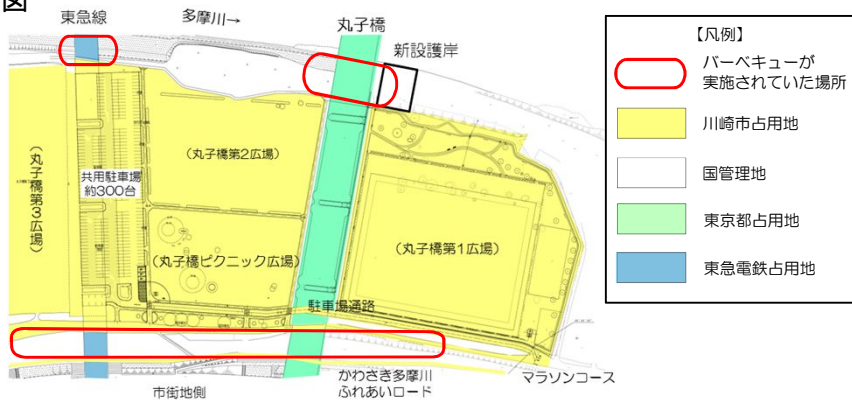 図
東急線
多摩川→
丸子橋
新設護岸
(丸子橋第3広場)
共用駐車場
約300台
(丸子橋第2広場)
(丸子橋ピクニック広場)
(丸子橋第1広場)
駐車場通路
市街地側
かわさき多摩川
ふれあいロード
マラソンコース
【凡例】
バーベキューが
実施されていた場所
川崎市占用地
国管理地
東京都占用地
東急電鉄占用地